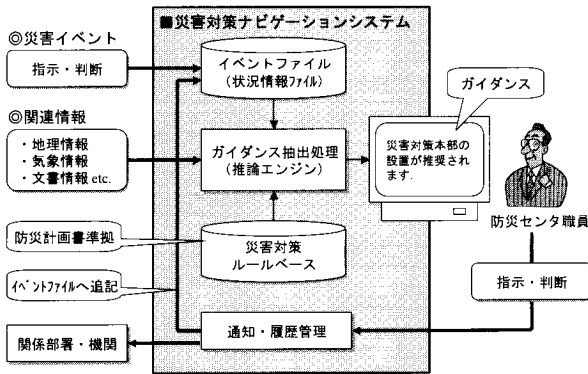 ■災害対策ナビゲーションシステム
◎災害イベント
指示・判断
イベントファイル
(状況情報ファイル)
ガイダンス
◎関連情報
・地理情報
・気象情報
・文書情報 etc.
ガイダンス抽出処理
(推論エンジン)
災害対策本部の
設置が推奨され
ます.
防災センタ職員
防災計画書準拠
災害対策
ルールベース
イベントファイルへ追記
指示・判断
関係部署・機関
通知・履歴管理